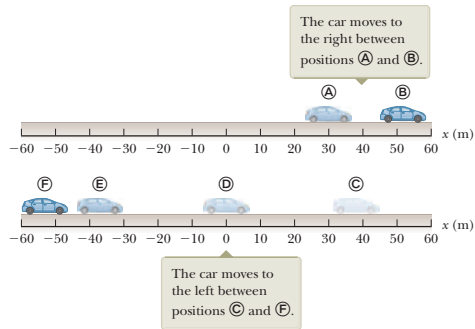 The car moves to
the right between
positions Ⓐ and Ⓑ.
Ⓐ Ⓑ
x (m)
−60 −50 −40 −30 −20 −10 0 10 20 30 40 50 60
Ⓕ Ⓔ Ⓓ Ⓒ
x (m)
−60 −50 −40 −30 −20 −10 0 10 20 30 40 50 60
The car moves to
the left between
positions Ⓒ and Ⓕ.